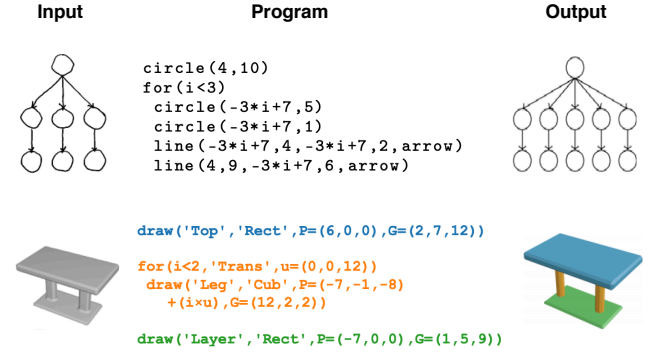 Input Program Output
circle(4,10)
for(i<3)
circle(-3*i+7,5)
circle(-3*i+7,1)
line(-3*i+7,4,-3*i+7,2,arrow)
line(4,9,-3*i+7,6,arrow)
draw('Top','Rect',P=(6,0,0),G=(2,7,12))
for(i<2,'Trans',u=(0,0,12))
draw('Leg','Cub',P=(-7,-1,-8)
+(i×u),G=(12,2,2))
draw('Layer','Rect',P=(-7,0,0),G=(1,5,9))